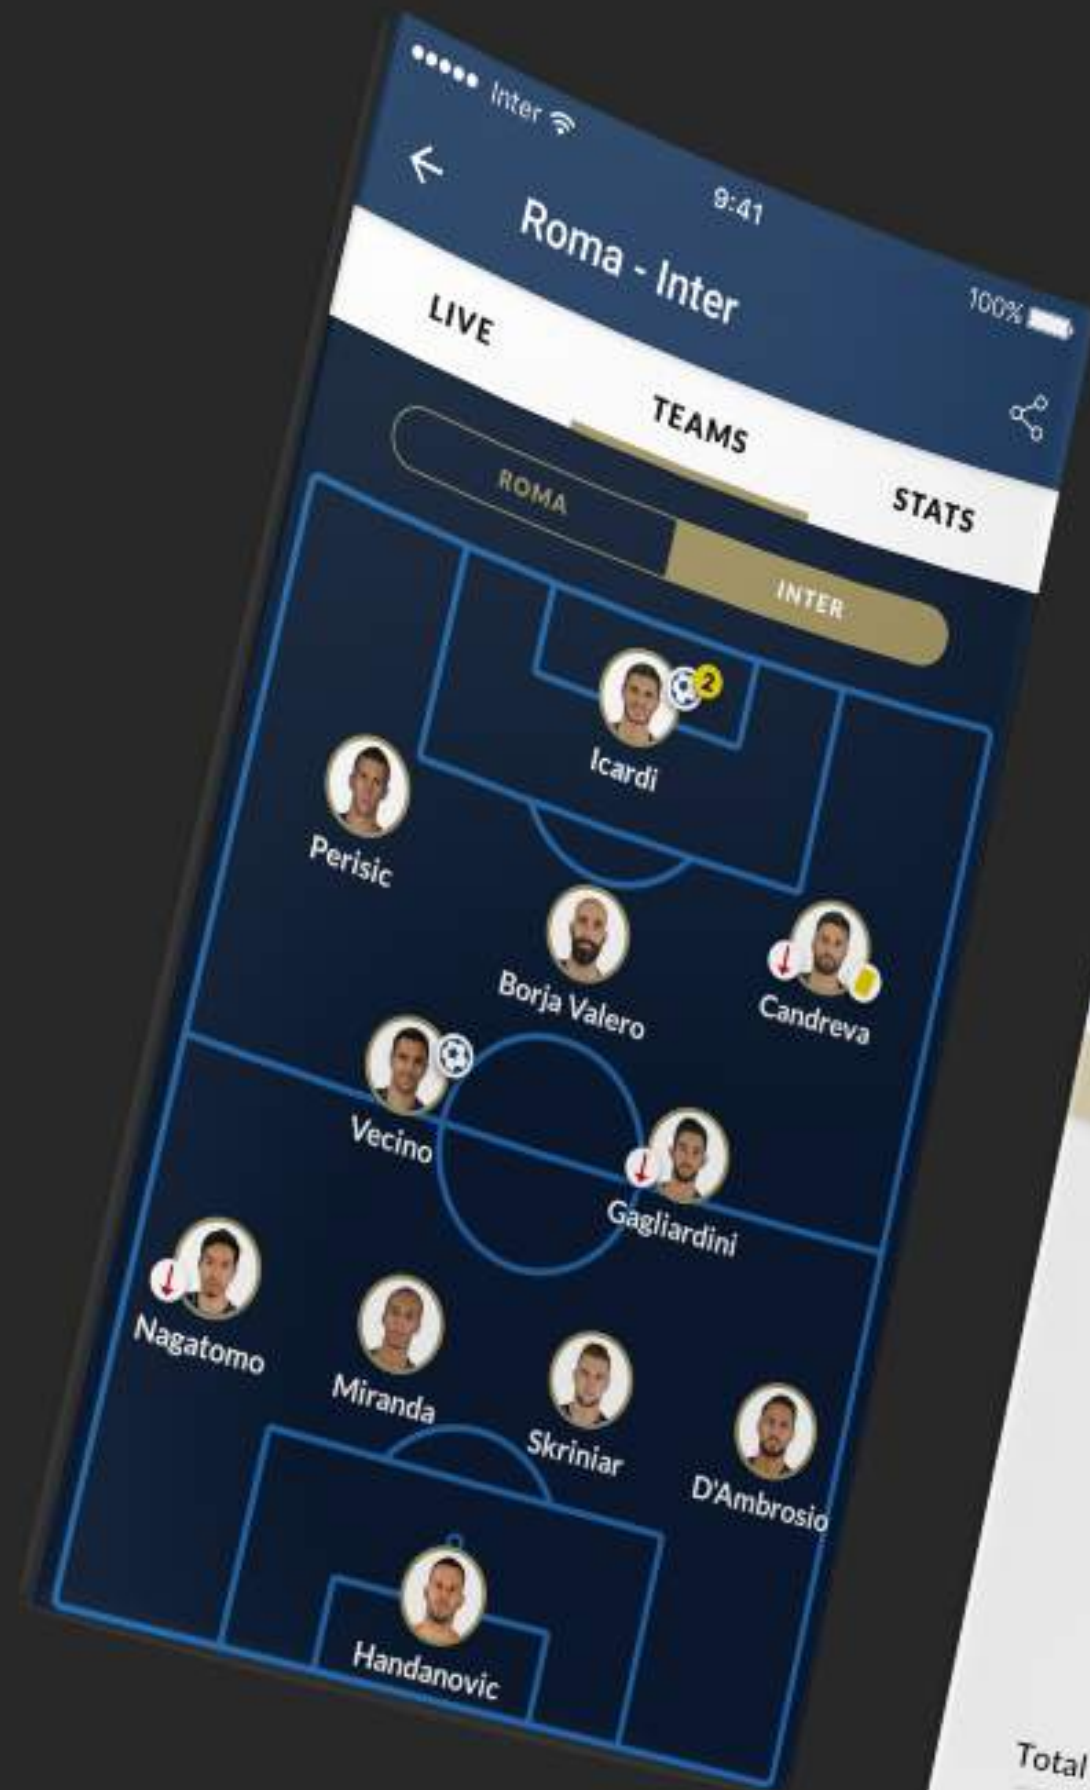 Inter
9:41
100%
Roma - Inter
LIVE
TEAMS
STATS
ROMA
INTER
2
Icardi
Perisic
Borja Valero
Candreva
Vecino
Gagliardini
Nagatomo
Miranda
Skriniar
D'Ambrosio
Handanovic
Total